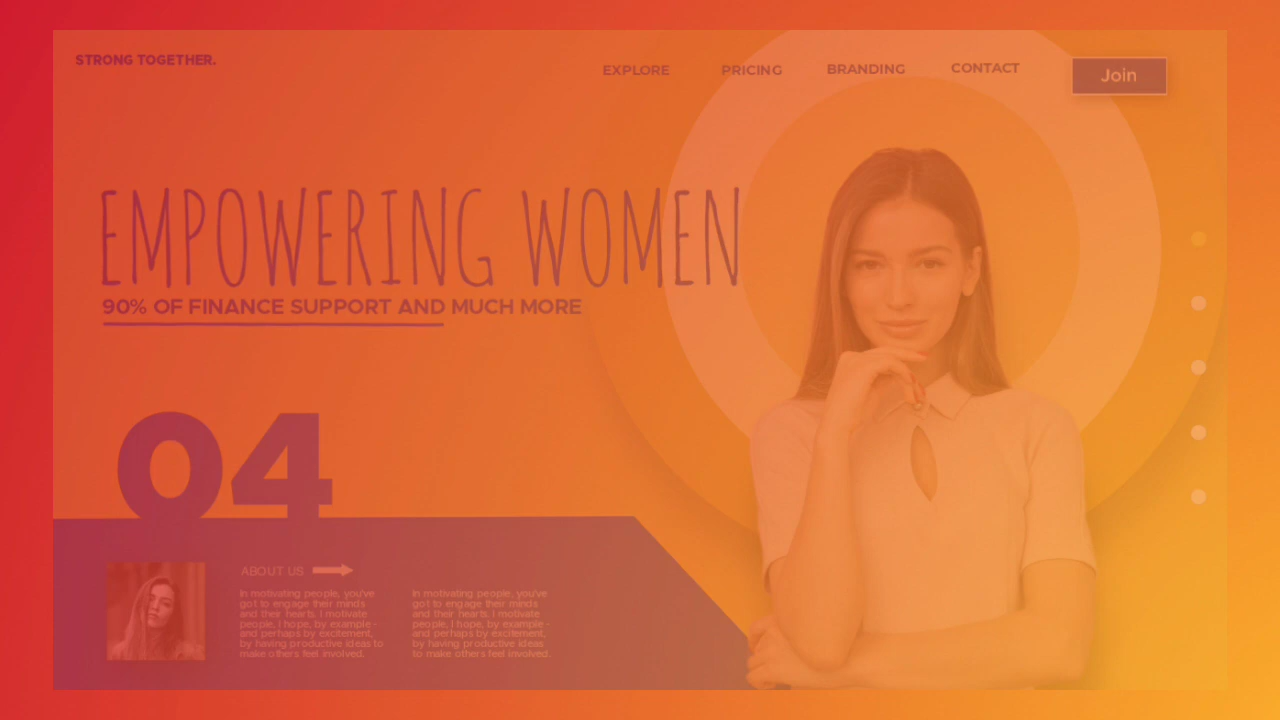 STRONG TOGETHER.
EXPLORE
PRICING
BRANDING
CONTACT
Join
EMPOWERING WOMEN
90% OF FINANCE SUPPORT AND MUCH MORE
04
ABOUT US
In motivating people, you've
got to engage their minds
and their hearts. I motivate
people, I hope, by example -
and perhaps by excitement,
by having productive ideas to
make others feel involved.
In motivating people, you've
got to engage their minds
and their hearts. I motivate
people, I hope, by example -
and perhaps by excitement,
by having productive ideas
to make others feel involved.